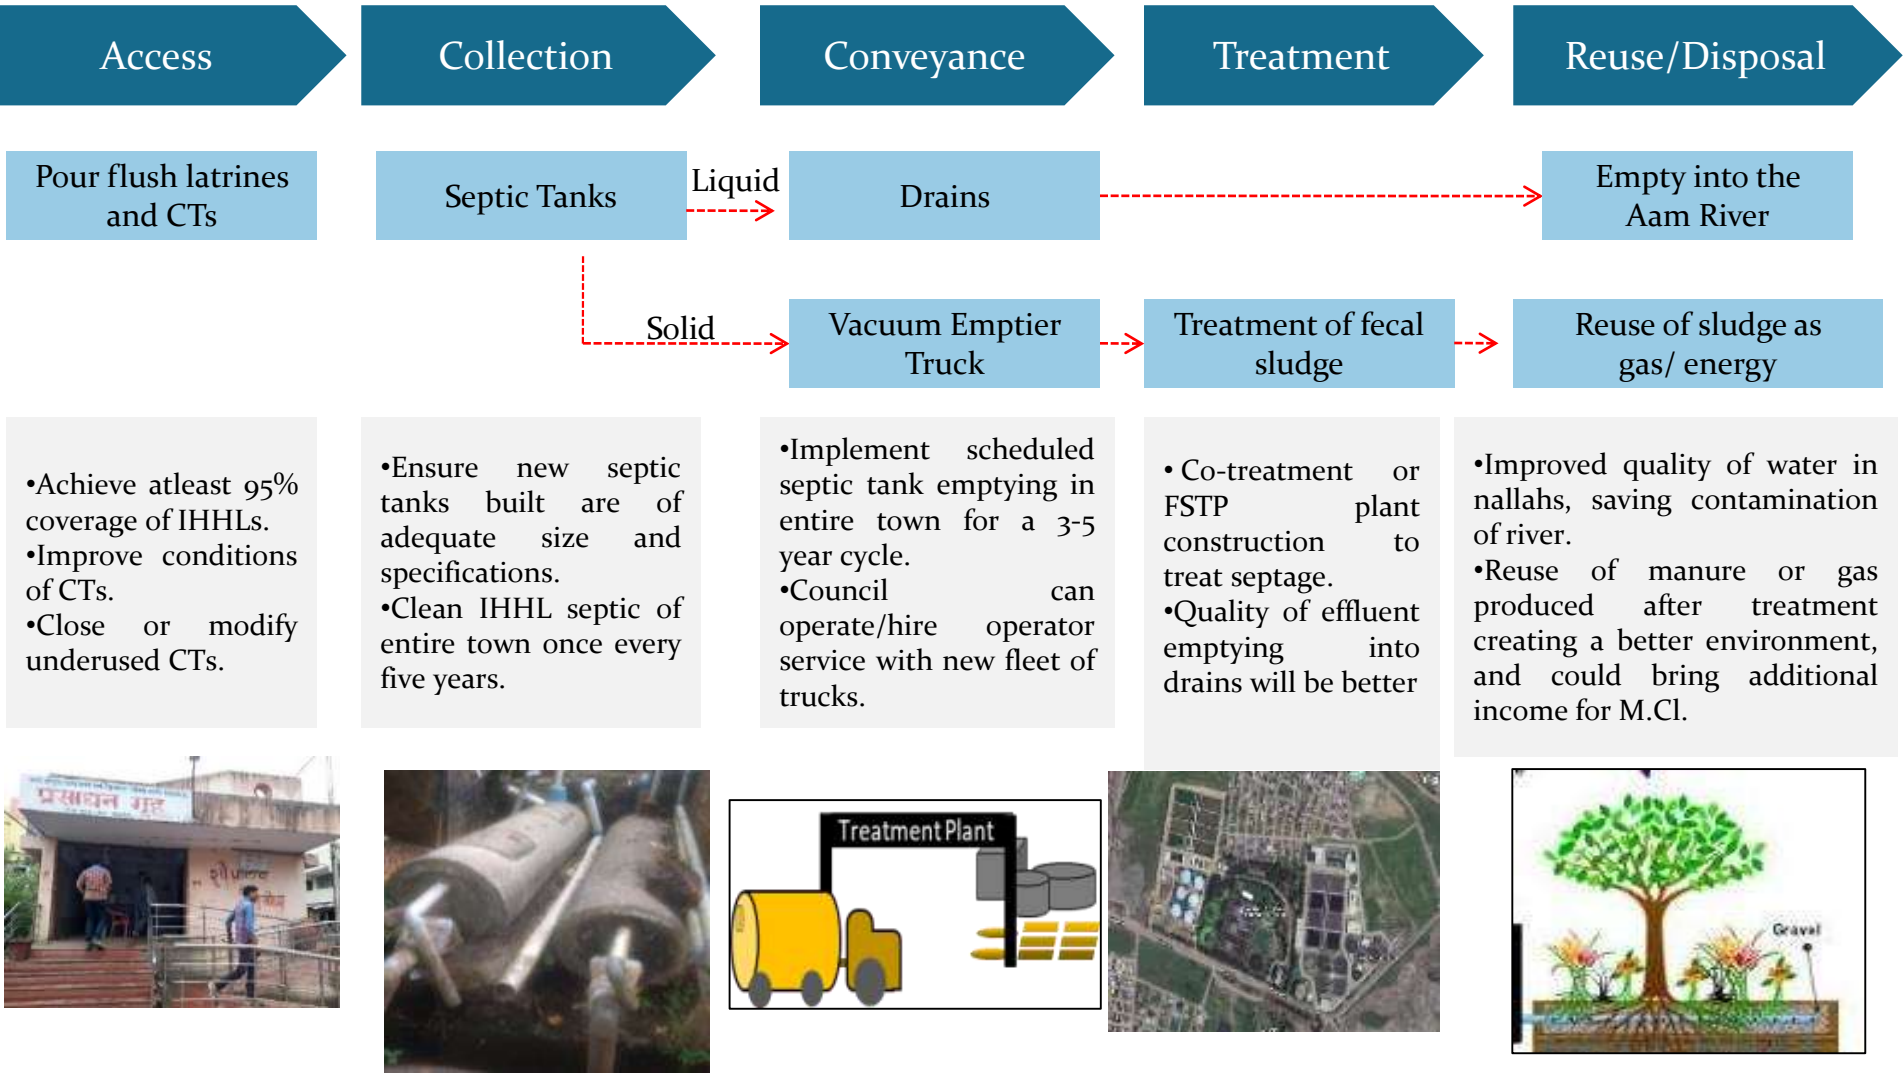 Access
Collection
Conveyance
Treatment
Reuse/Disposal
Pour flush latrines
and CTs
Septic Tanks
Liquid
Drains
Empty into the
Aam River
Solid
Vacuum Emptier
Truck
Treatment of fecal
sludge
Reuse of sludge as
gas/ energy
•Achieve atleast 95%
coverage of IHHLs.
•Improve conditions
of CTs.
•Close or modify
underused CTs.
•Ensure new septic
tanks built are of
adequate size and
specifications.
•Clean IHHL septic of
entire town once every
five years.
•Implement scheduled
septic tank emptying in
entire town for a 3-5
year cycle.
•Council can
operate/hire operator
service with new fleet of
trucks.
• Co-treatment or
FSTP plant
construction to
treat septage.
•Quality of effluent
emptying into
drains will be better
•Improved quality of water in
nallahs, saving contamination
of river.
•Reuse of manure or gas
produced after treatment
creating a better environment,
and could bring additional
income for M.Cl.
प्रसाधन गृह
Treatment Plant
Gravel